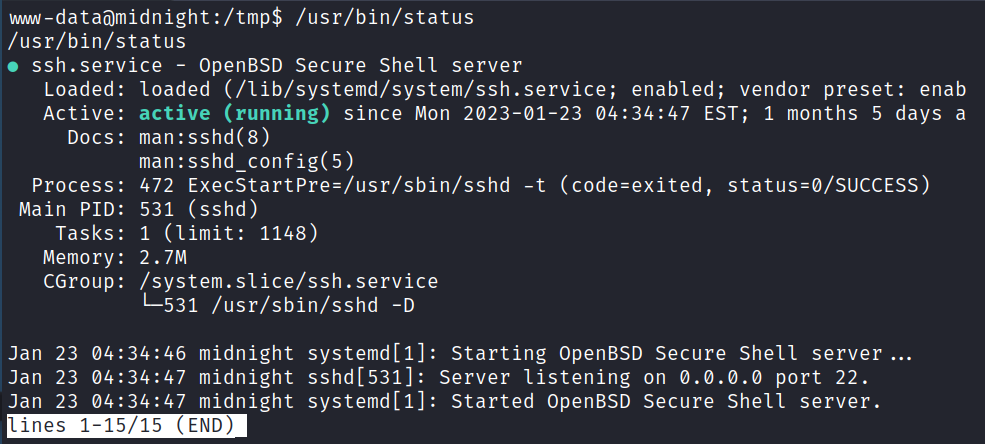 www-data@midnight:/tmp$ /usr/bin/status
/usr/bin/status
● ssh.service - OpenBSD Secure Shell server
   Loaded: loaded (/lib/systemd/system/ssh.service; enabled; vendor preset: enab
   Active: active (running) since Mon 2023-01-23 04:34:47 EST; 1 months 5 days a
     Docs: man:sshd(8)
           man:sshd_config(5)
  Process: 472 ExecStartPre=/usr/sbin/sshd -t (code=exited, status=0/SUCCESS)
 Main PID: 531 (sshd)
    Tasks: 1 (limit: 1148)
   Memory: 2.7M
   CGroup: /system.slice/ssh.service
           └─531 /usr/sbin/sshd -D
Jan 23 04:34:46 midnight systemd[1]: Starting OpenBSD Secure Shell server...
Jan 23 04:34:47 midnight sshd[531]: Server listening on 0.0.0.0 port 22.
Jan 23 04:34:47 midnight systemd[1]: Started OpenBSD Secure Shell server.
lines 1-15/15 (END)